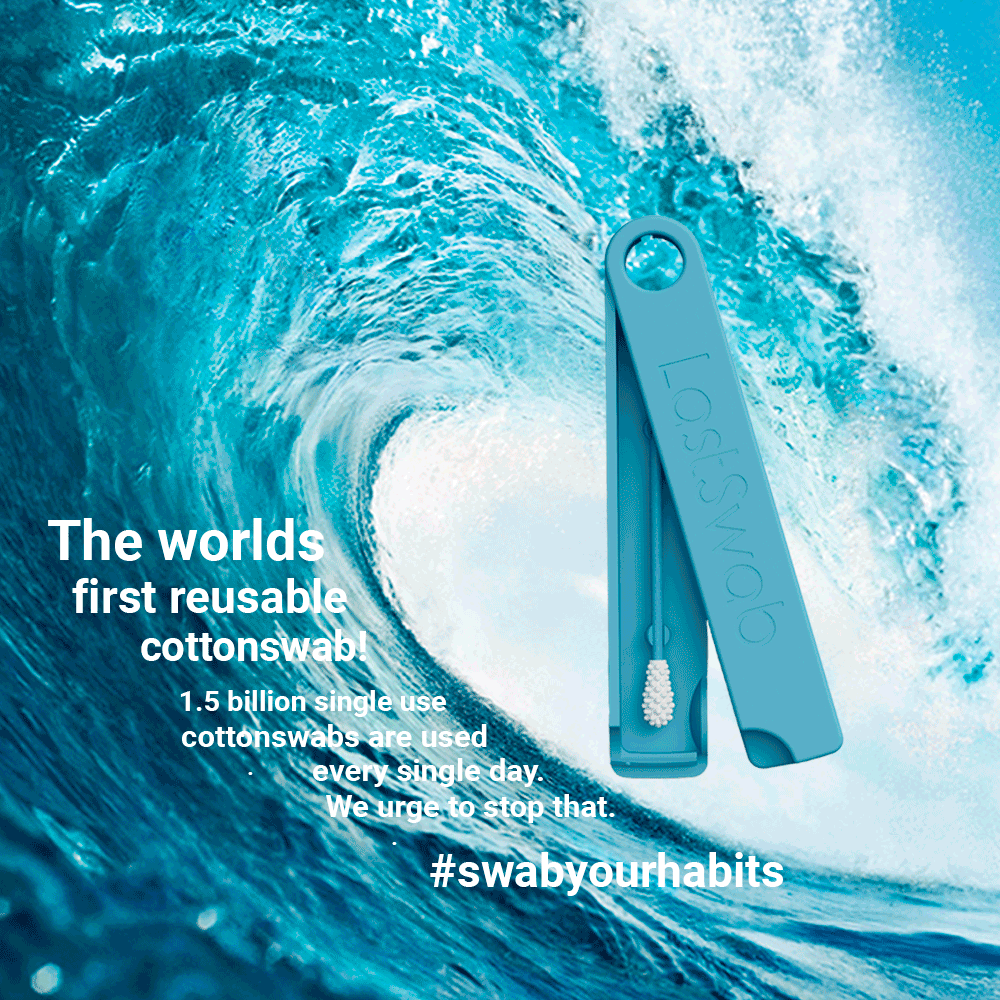 LastSwab
The worlds
first reusable
cottonswab!
1.5 billion single use
cottonswabs are used
every single day.
We urge to stop that.
#swabyourhabits